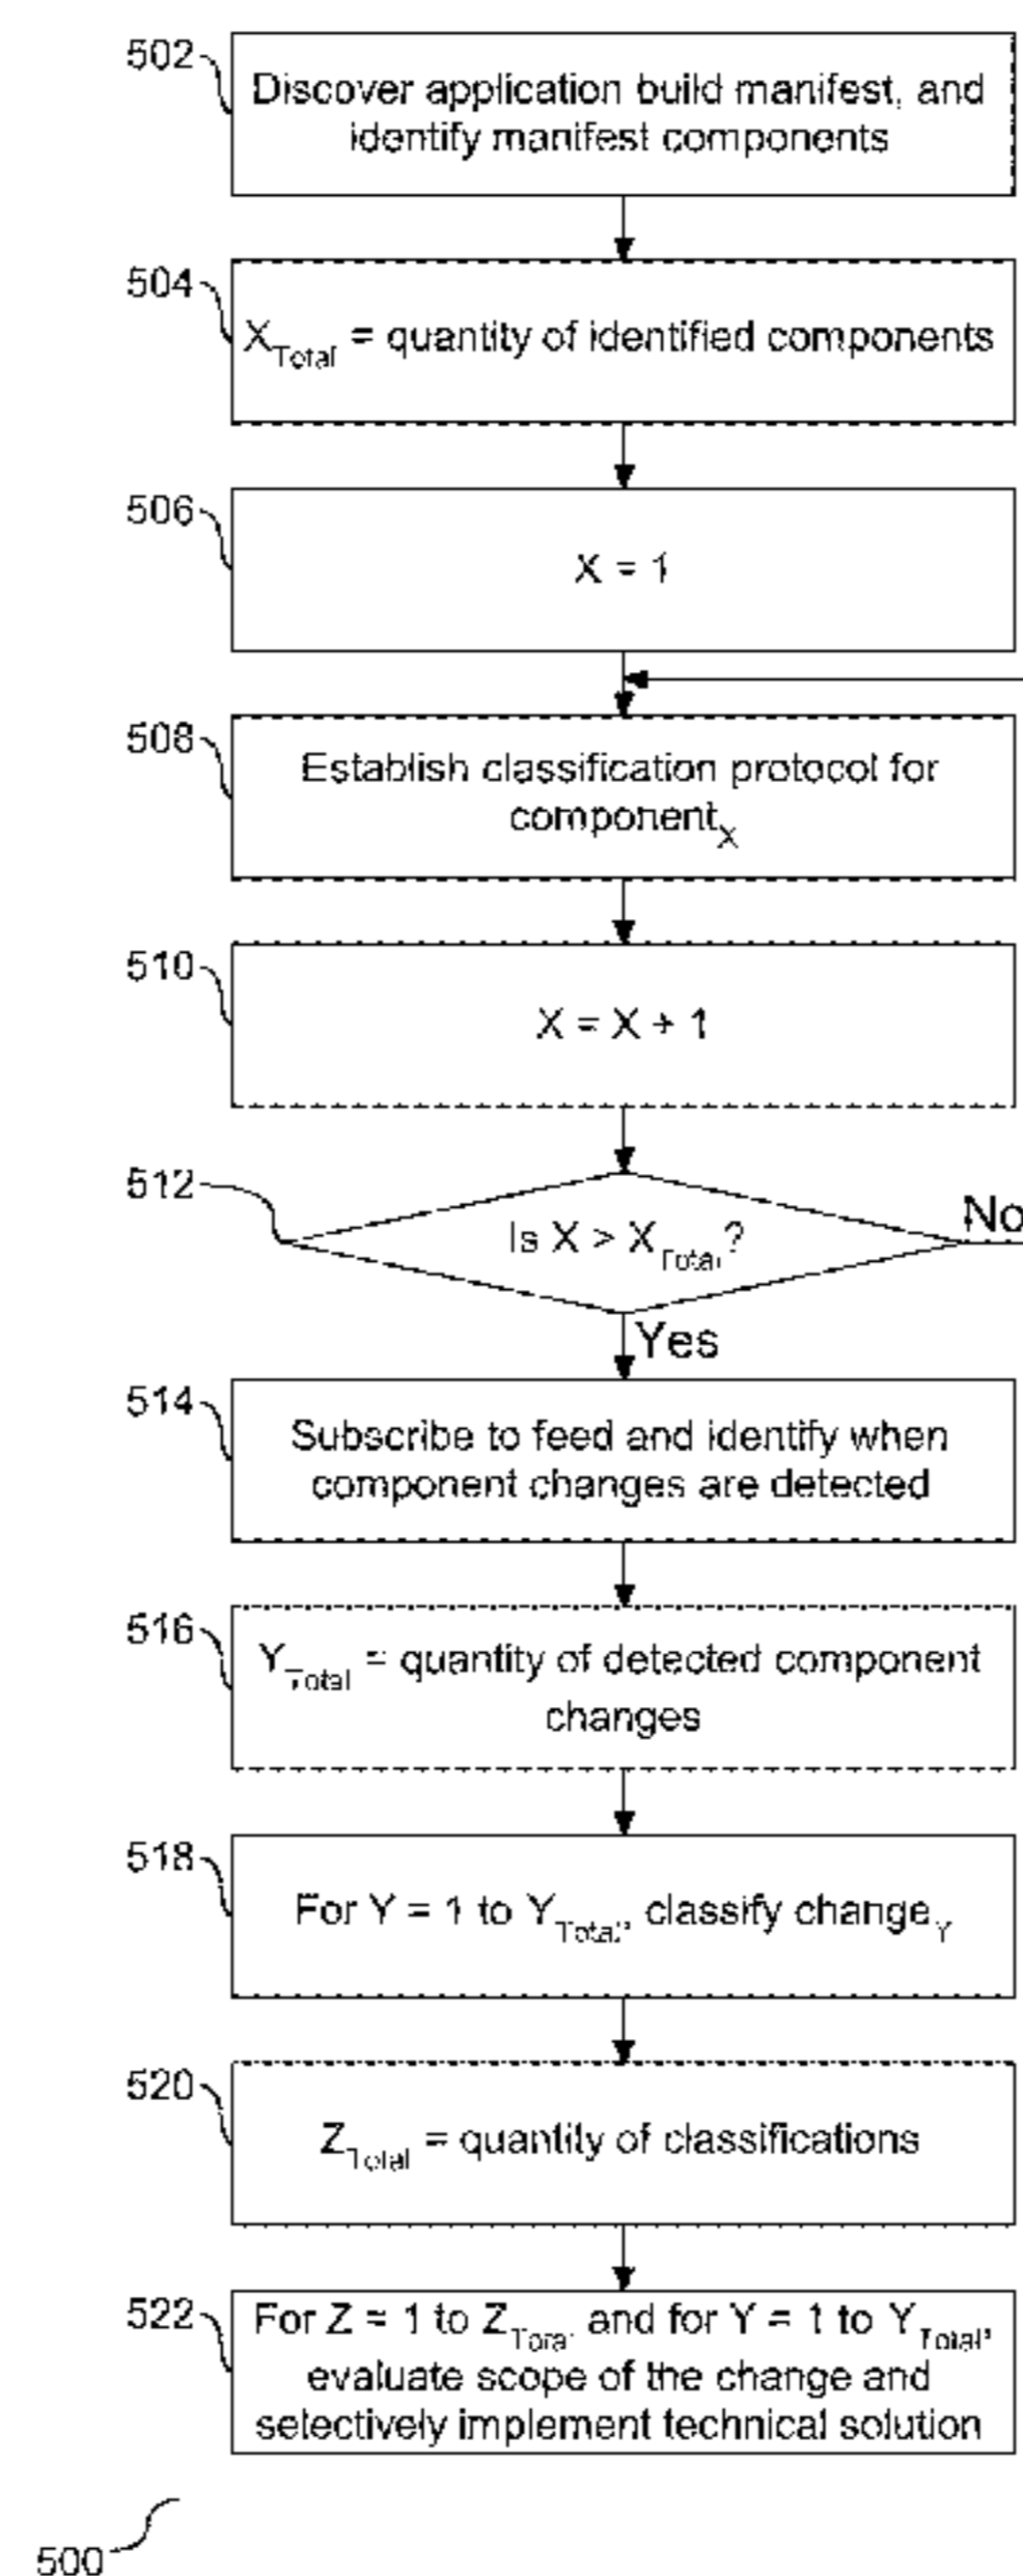 502
Discover application build manifest, and
identify manifest components
504
X_Total = quantity of identified components
506
X = 1
508
Establish classification protocol for
component_X
510
X = X + 1
512
Is X > X_Total?
No
Yes
514
Subscribe to feed and identify when
component changes are detected
516
Y_Total = quantity of detected component
changes
518
For Y = 1 to Y_Total, classify change_Y
520
Z_Total = quantity of classifications
522
For Z = 1 to Z_Total and for Y = 1 to Y_Total,
evaluate scope of the change and
selectively implement technical solution
500